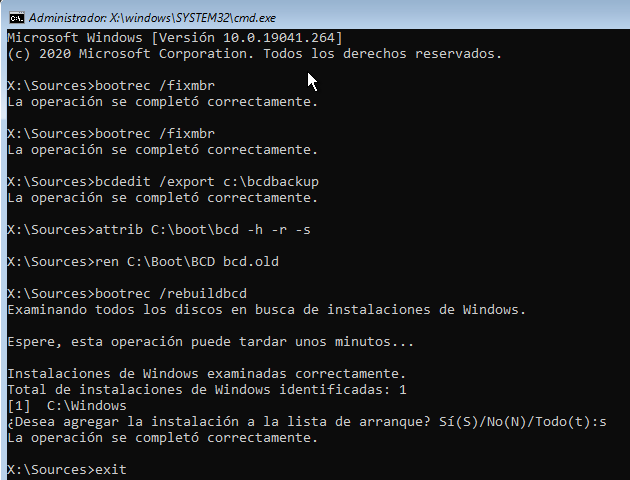 Administrador: X:\windows\SYSTEM32\cmd.exe
Microsoft Windows [Versión 10.0.19041.264]
(c) 2020 Microsoft Corporation. Todos los derechos reservados.
X:\Sources>bootrec /fixmbr
La operación se completó correctamente.
X:\Sources>bootrec /fixmbr
La operación se completó correctamente.
X:\Sources>bcdedit /export c:\bcdbackup
La operación se completó correctamente.
X:\Sources>attrib C:\boot\bcd -h -r -s
X:\Sources>ren C:\Boot\BCD bcd.old
X:\Sources>bootrec /rebuildbcd
Examinando todos los discos en busca de instalaciones de Windows.
Espere, esta operación puede tardar unos minutos...
Instalaciones de Windows examinadas correctamente.
Total de instalaciones de Windows identificadas: 1
[1]  C:\Windows
¿Desea agregar la instalación a la lista de arranque? Sí(S)/No(N)/Todo(t):s
La operación se completó correctamente.
X:\Sources>exit